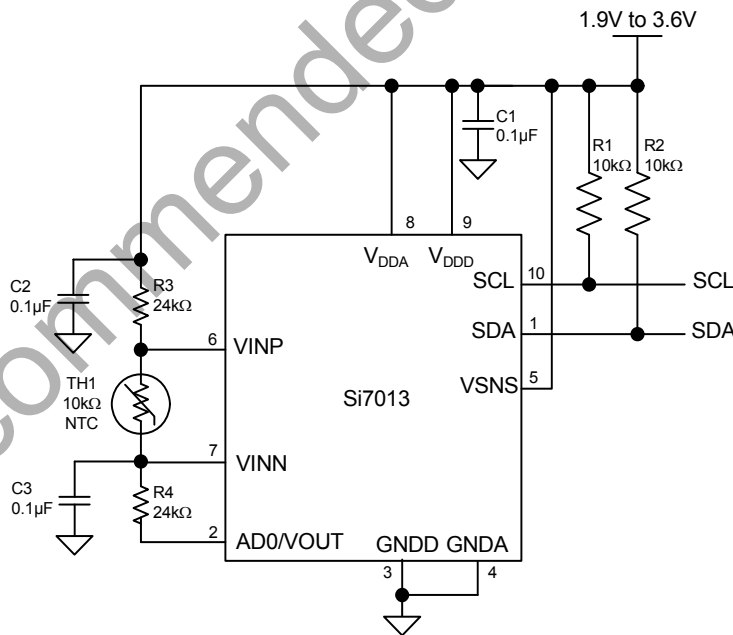 1.9V to 3.6V
C1
0.1µF
R1
10kΩ
R2
10kΩ
8
9
VDDA
VDDD
C2
0.1µF
R3
24kΩ
SCL
10
SCL
SDA
1
SDA
6
VINP
VSNS
5
TH1
10kΩ
NTC
Si7013
7
VINN
C3
0.1µF
R4
24kΩ
2
AD0/VOUT
GNDD
GNDA
3
4
commended